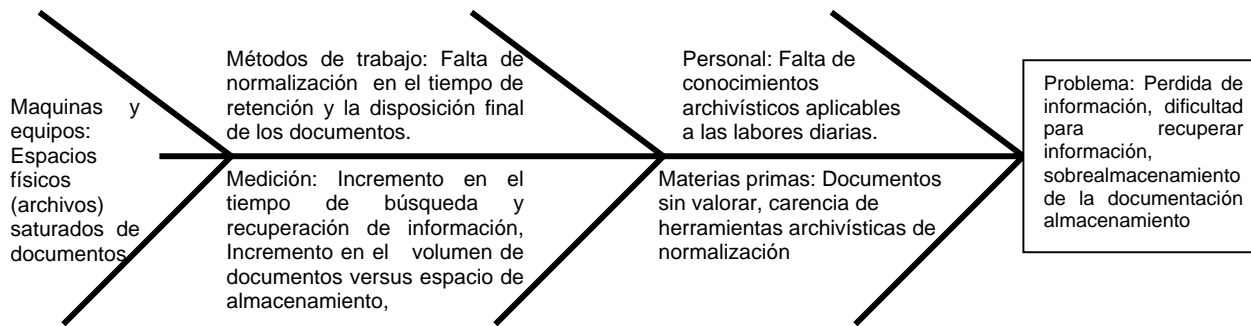 Maquinas y
equipos:
Espacios
físicos
(archivos)
saturados de
documentos
Métodos de trabajo: Falta de
normalización en el tiempo de
retención y la disposición final
de los documentos.
Medición: Incremento en el
tiempo de búsqueda y
recuperación de información,
Incremento en el volumen de
documentos versus espacio de
almacenamiento,
Personal: Falta de
conocimientos
archivísticos aplicables
a las labores diarias.
Materias primas: Documentos
sin valorar, carencia de
herramientas archivísticas de
normalización
Problema: Perdida de
información, dificultad
para recuperar
información,
sobrealmacenamiento
de la documentación
almacenamiento